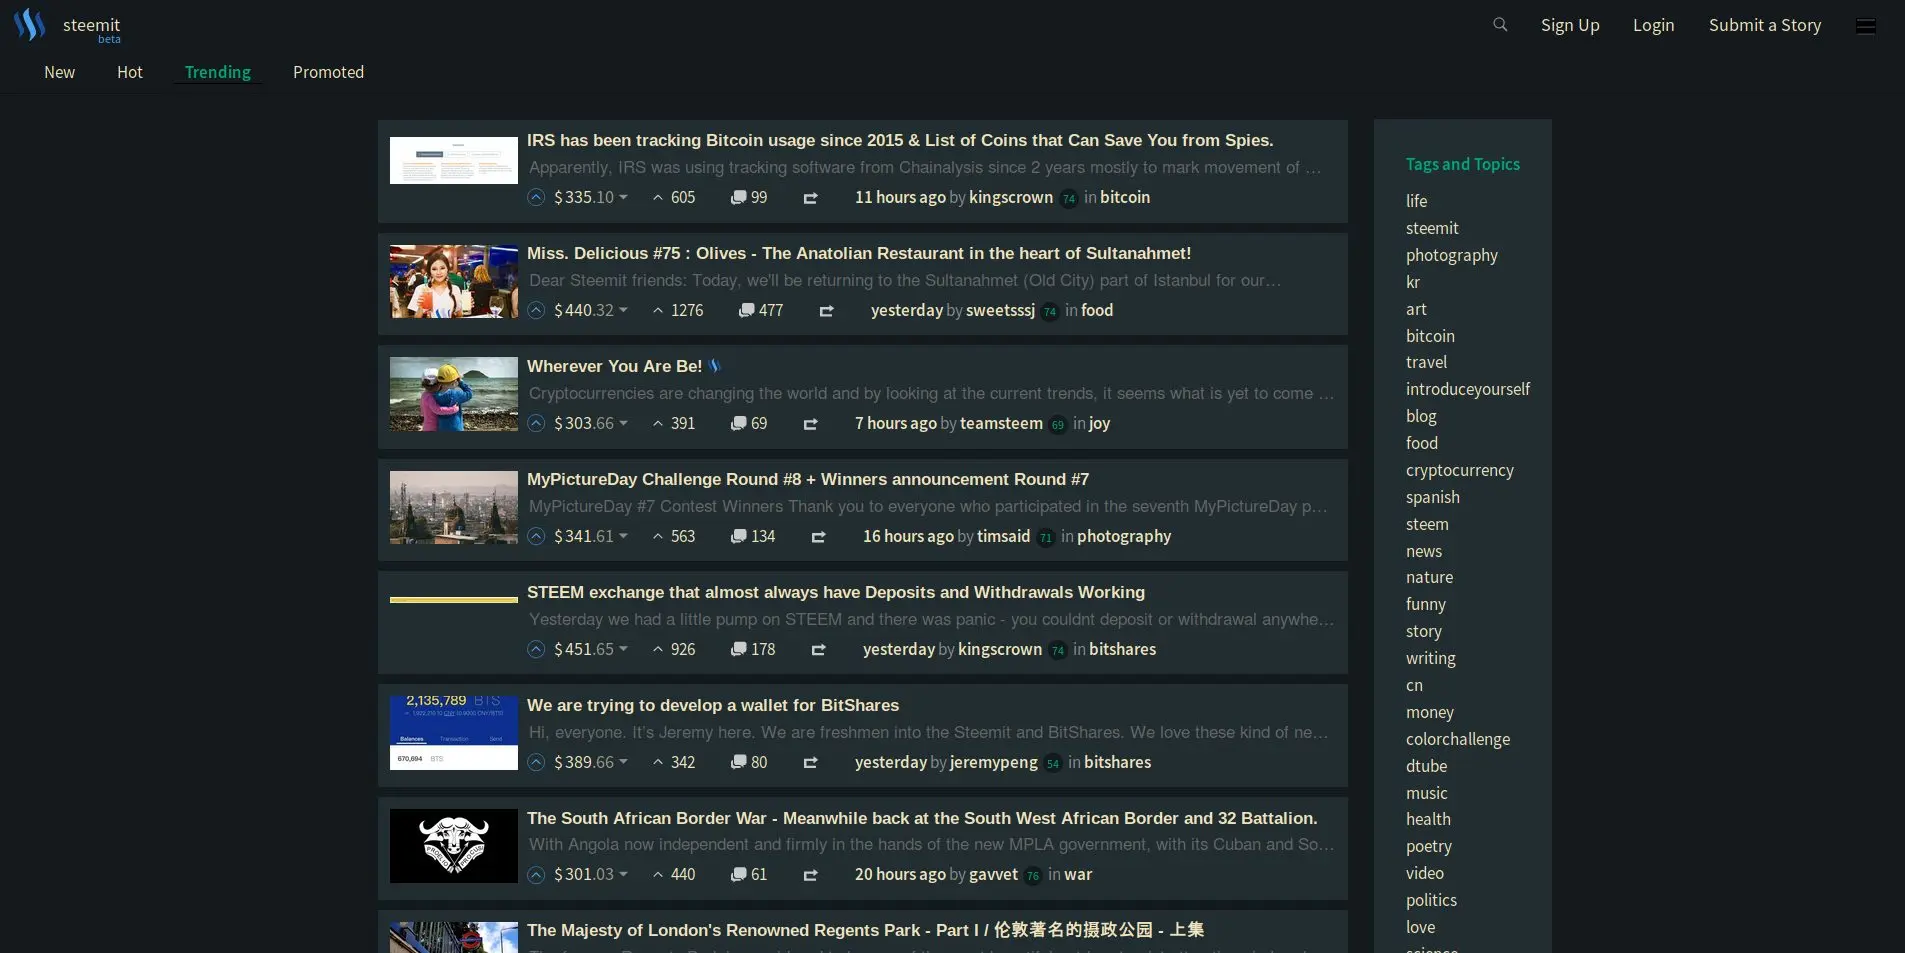 steemit
beta
Sign Up Login Submit a Story
New Hot Trending Promoted
IRS has been tracking Bitcoin usage since 2015 & List of Coins that Can Save You from Spies.
Apparently, IRS was using tracking software from Chainalysis since 2 years mostly to mark movement of ...
$335.10 605 99 11 hours ago by kingscrown 74 in bitcoin
Miss. Delicious #75 : Olives - The Anatolian Restaurant in the heart of Sultanahmet!
Dear Steemit friends: Today, we'll be returning to the Sultanahmet (Old City) part of Istanbul for our...
$440.32 1276 477 yesterday by sweetsssj 74 in food
Wherever You Are Be!
Cryptocurrencies are changing the world and by looking at the current trends, it seems what is yet to come ...
$303.66 391 69 7 hours ago by teamsteem 69 in joy
MyPictureDay Challenge Round #8 + Winners announcement Round #7
MyPictureDay #7 Contest Winners Thank you to everyone who participated in the seventh MyPictureDay p...
$341.61 563 134 16 hours ago by timsaid 71 in photography
STEEM exchange that almost always have Deposits and Withdrawals Working
Yesterday we had a little pump on STEEM and there was panic - you couldnt deposit or withdrawal anywhe...
$451.65 926 178 yesterday by kingscrown 74 in bitshares
2,135,789 BTS
Balances Transaction Send
670,694 BTS
We are trying to develop a wallet for BitShares
Hi, everyone. It's Jeremy here. We are freshmen into the Steemit and BitShares. We love these kind of ne...
$389.66 342 80 yesterday by jeremypeng 54 in bitshares
The South African Border War - Meanwhile back at the South West African Border and 32 Battalion.
With Angola now independent and firmly in the hands of the new MPLA government, with its Cuban and So...
$301.03 440 61 20 hours ago by gavvet 76 in war
The Majesty of London's Renowned Regents Park - Part I / 伦敦著名的摄政公园 - 上集
Tags and Topics
life
steemit
photography
kr
art
bitcoin
travel
introduceyourself
blog
food
cryptocurrency
spanish
steem
news
nature
funny
story
writing
cn
money
colorchallenge
dtube
music
health
poetry
video
politics
love
science